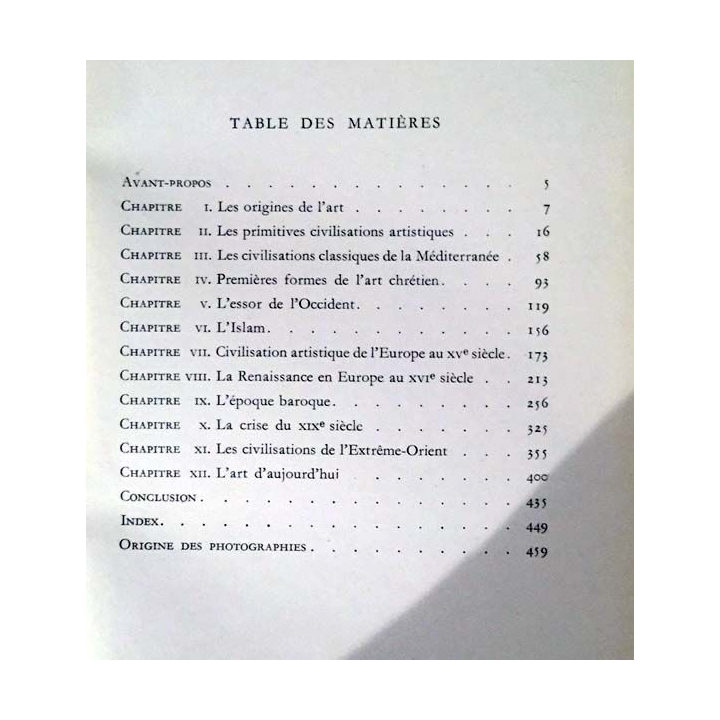 TABLE DES MATIÈRES
AVANT-PROPOS . . . . . . . . . . . . . . 5
CHAPITRE I. Les origines de l'art . . . . . . . . 7
CHAPITRE II. Les primitives civilisations artistiques . . . 16
CHAPITRE III. Les civilisations classiques de la Méditerranée . 58
CHAPITRE IV. Premières formes de l'art chrétien. . . . 93
CHAPITRE V. L'essor de l'Occident. . . . . . . 119
CHAPITRE VI. L'Islam. . . . . . . . . . . 156
CHAPITRE VII. Civilisation artistique de l'Europe au XVe siècle. 173
CHAPITRE VIII. La Renaissance en Europe au XVIe siècle . . 213
CHAPITRE IX. L'époque baroque. . . . . . . . 256
CHAPITRE X. La crise du XIXe siècle . . . . . . 325
CHAPITRE XI. Les civilisations de l'Extrême-Orient . . . 355
CHAPITRE XII. L'art d'aujourd'hui . . . . . . . 400
CONCLUSION . . . . . . . . . . . . . . . 435
INDEX. . . . . . . . . . . . . . . . . 449
ORIGINE DES PHOTOGRAPHIES . . . . . . . . . 459